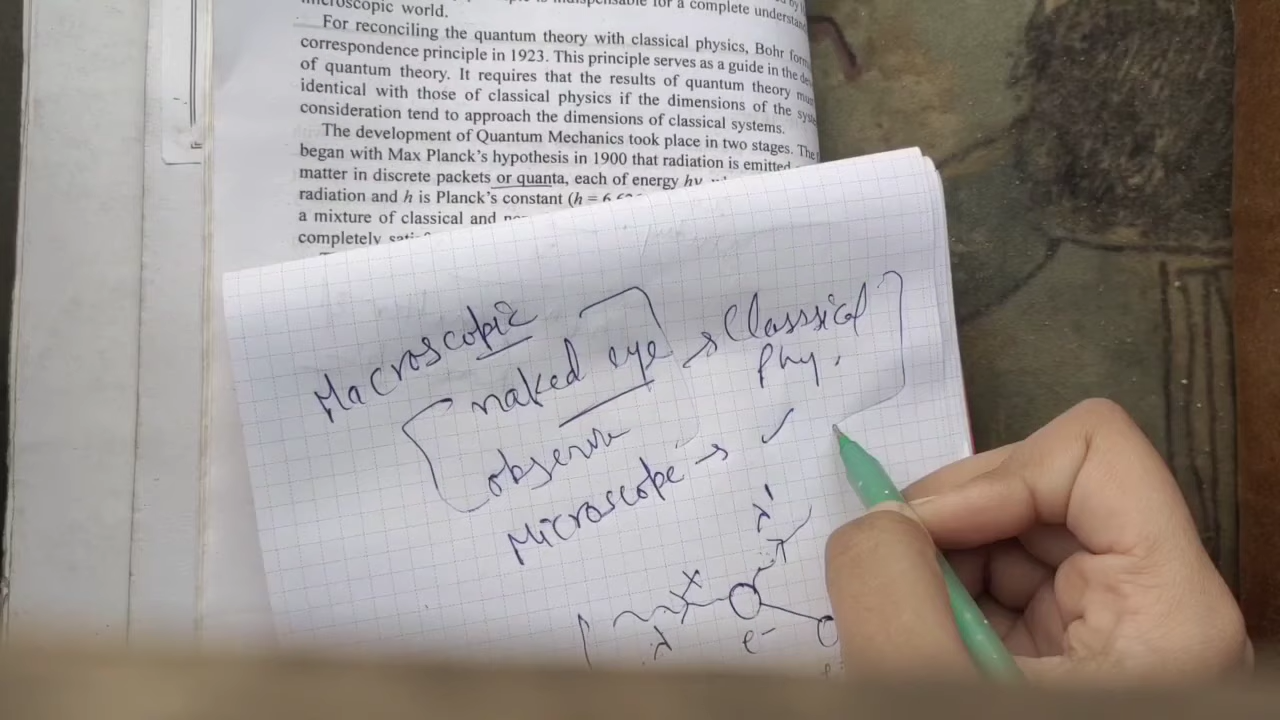 microscopic world.
For reconciling the quantum theory with classical physics, Bohr
correspondence principle in 1923. This principle serves as a guide in the
of quantum theory. It requires that the results of quantum theory
identical with those of classical physics if the dimensions of the
consideration tend to approach the dimensions of classical systems.
The development of Quantum Mechanics took place in two stages. The
began with Max Planck's hypothesis in 1900 that radiation is emitted
matter in discrete packets or quanta, each of energy hν
radiation and h is Planck's constant (h = 6
a mixture of classical and
completely
Macroscopic
naked eye → Classsical
Phy.
observe
Microscope → ✓
λ'
λ
e-